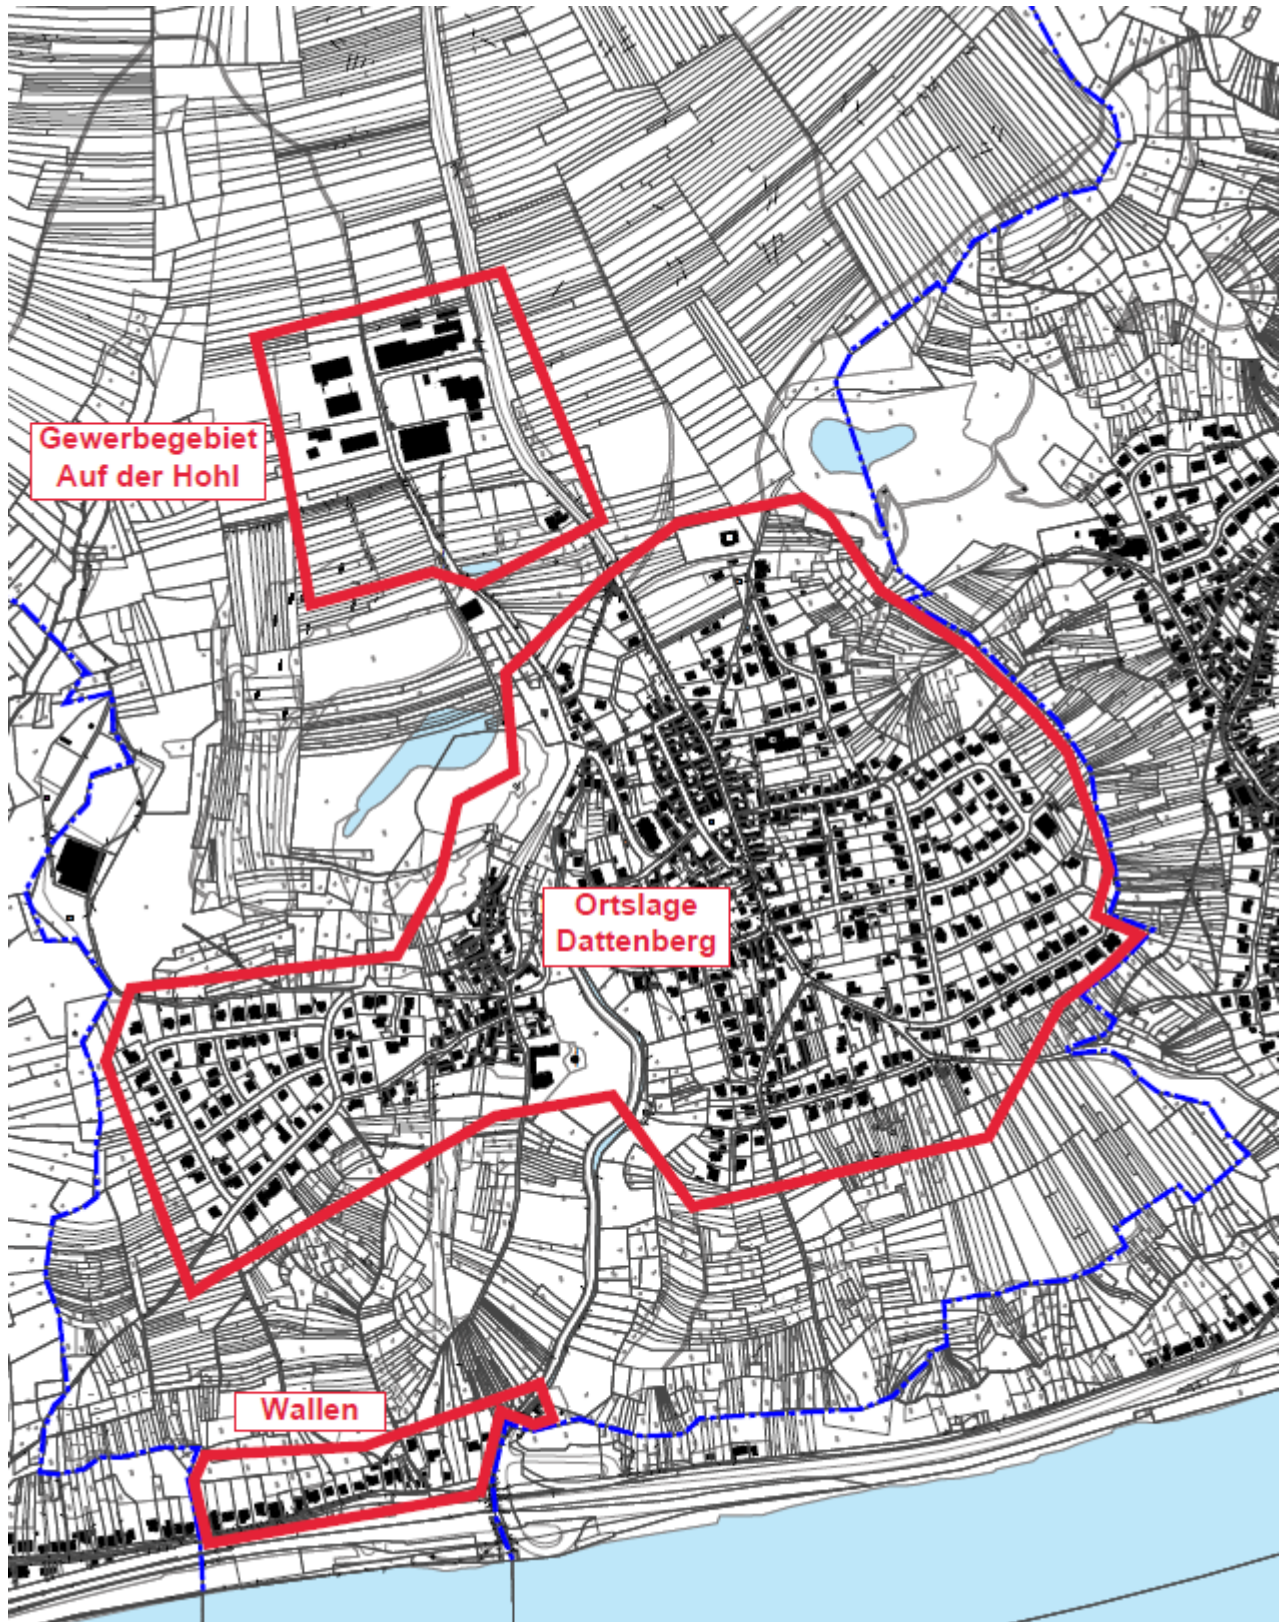 Gewerbegebiet
Auf der Hohl
Ortslage
Dattenberg
Wallen